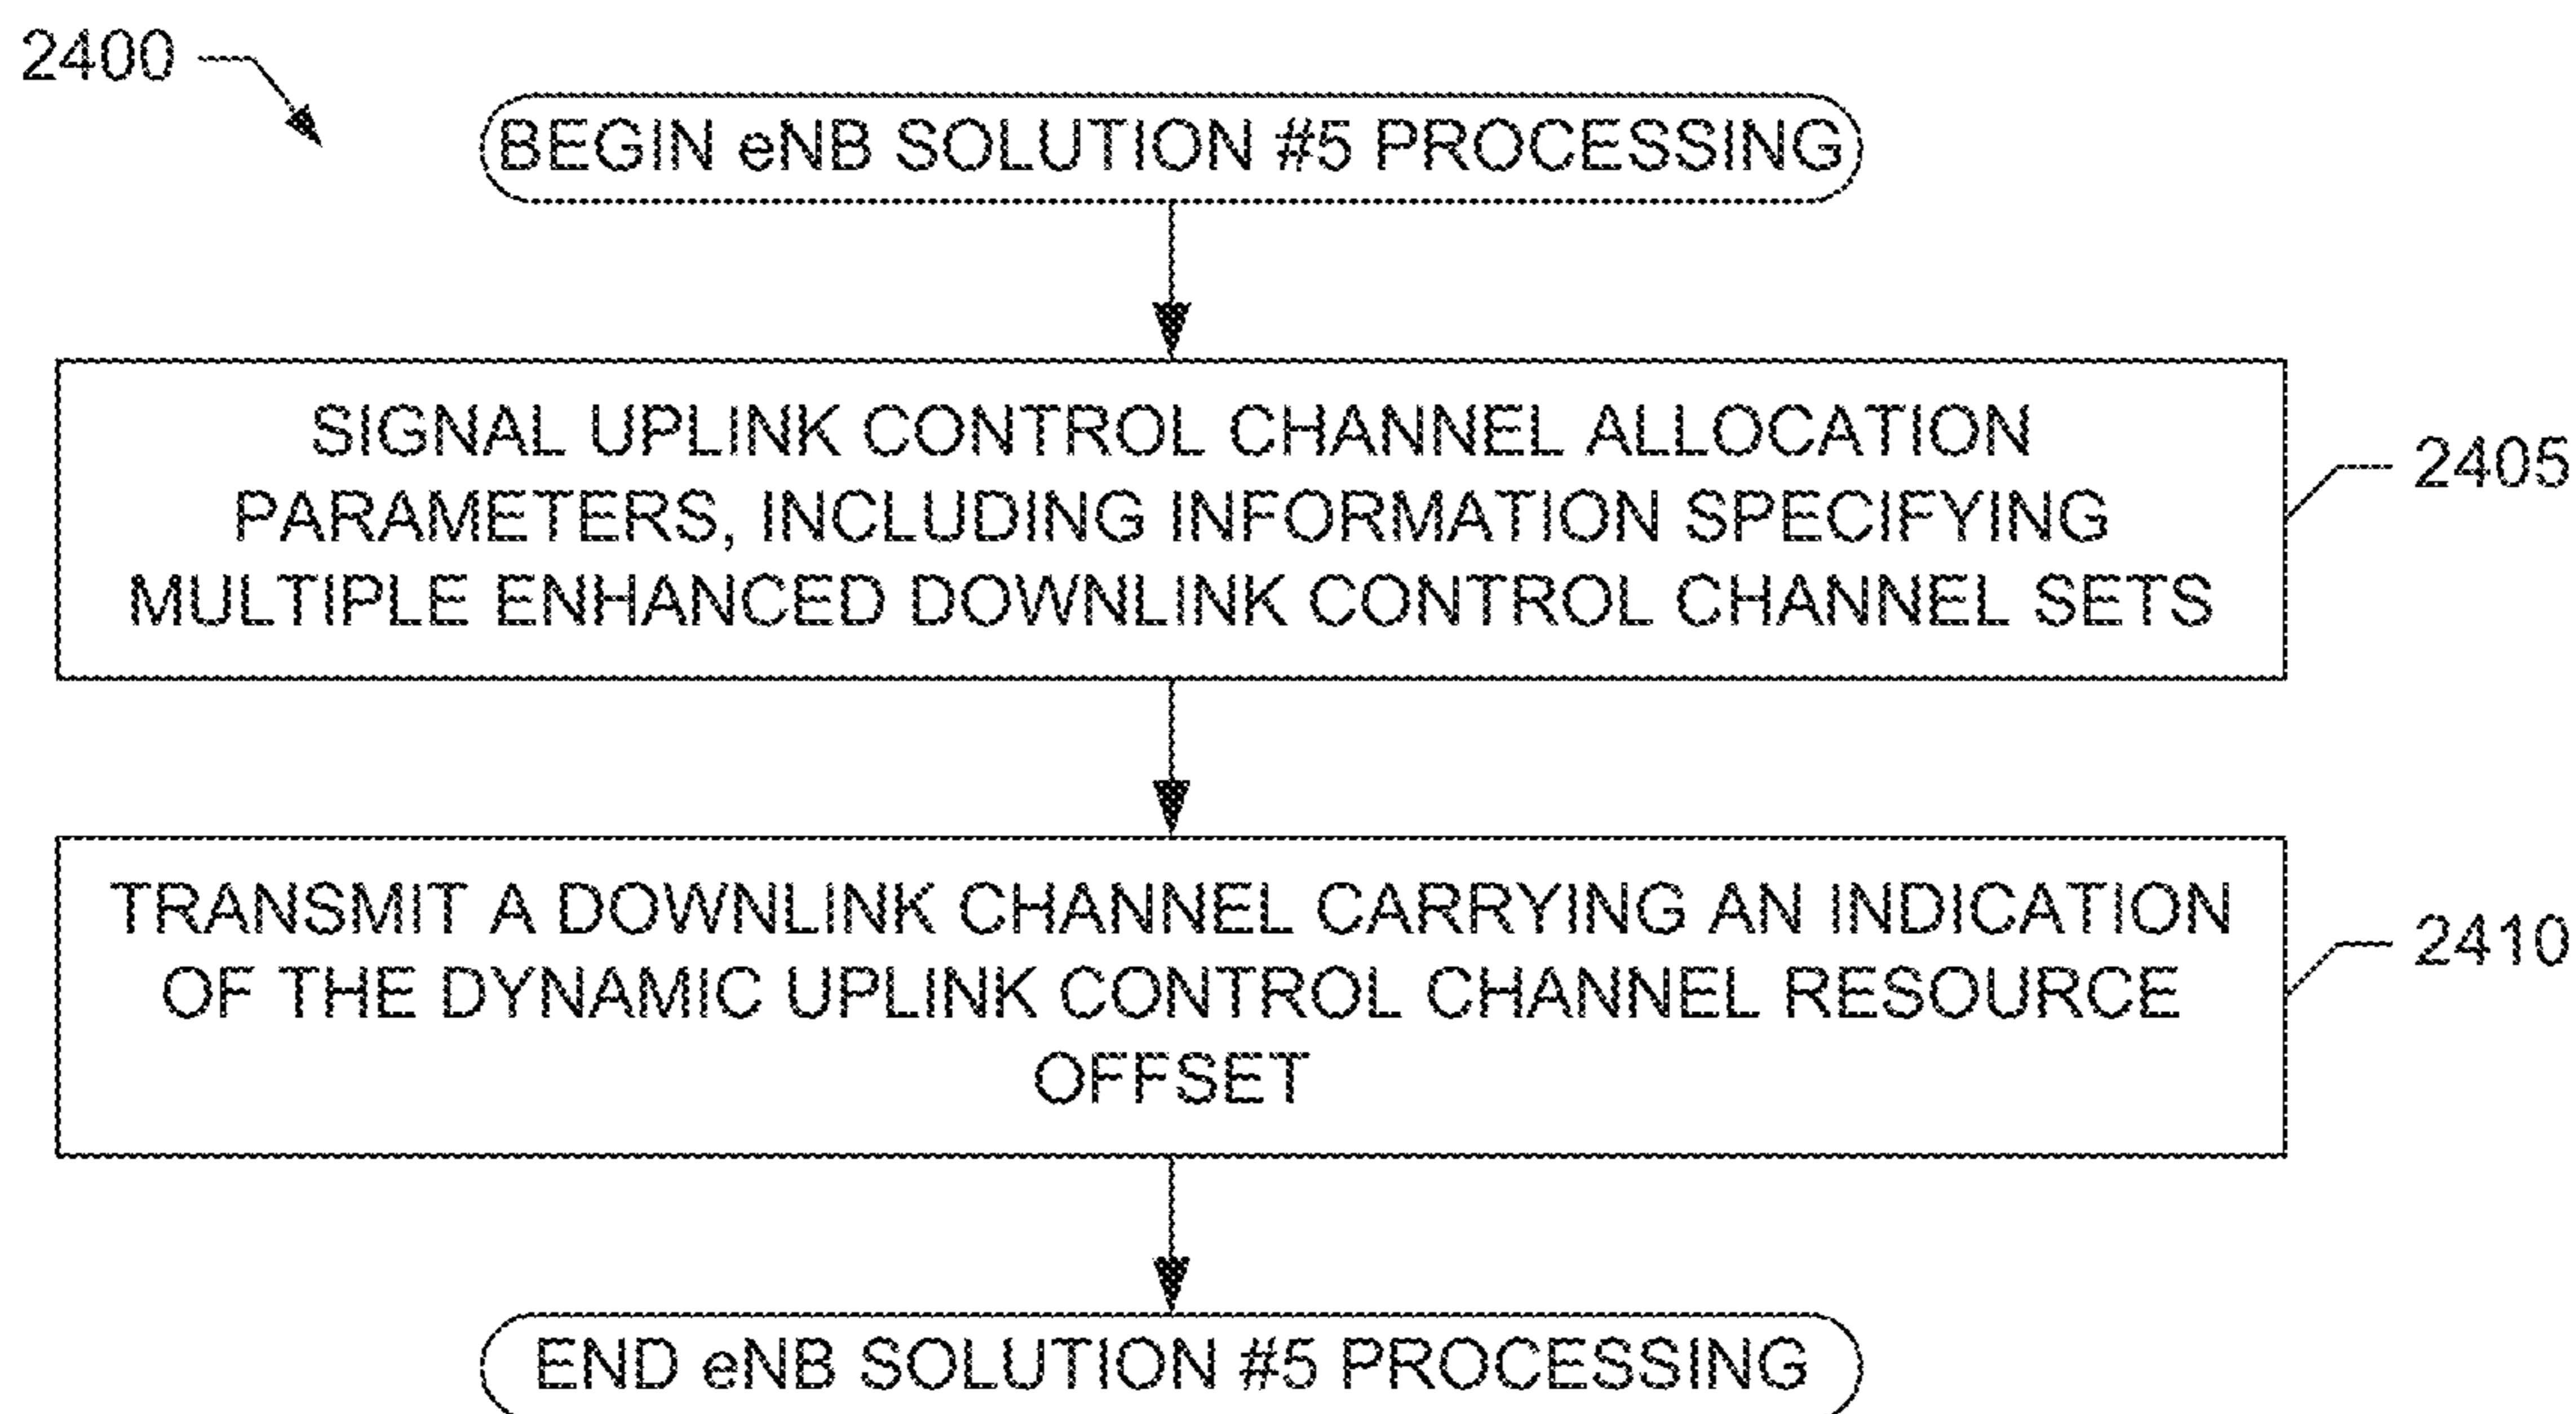 2400
BEGIN eNB SOLUTION #5 PROCESSING
SIGNAL UPLINK CONTROL CHANNEL ALLOCATION
PARAMETERS, INCLUDING INFORMATION SPECIFYING
MULTIPLE ENHANCED DOWNLINK CONTROL CHANNEL SETS
2405
TRANSMIT A DOWNLINK CHANNEL CARRYING AN INDICATION
OF THE DYNAMIC UPLINK CONTROL CHANNEL RESOURCE
OFFSET
2410
END eNB SOLUTION #5 PROCESSING